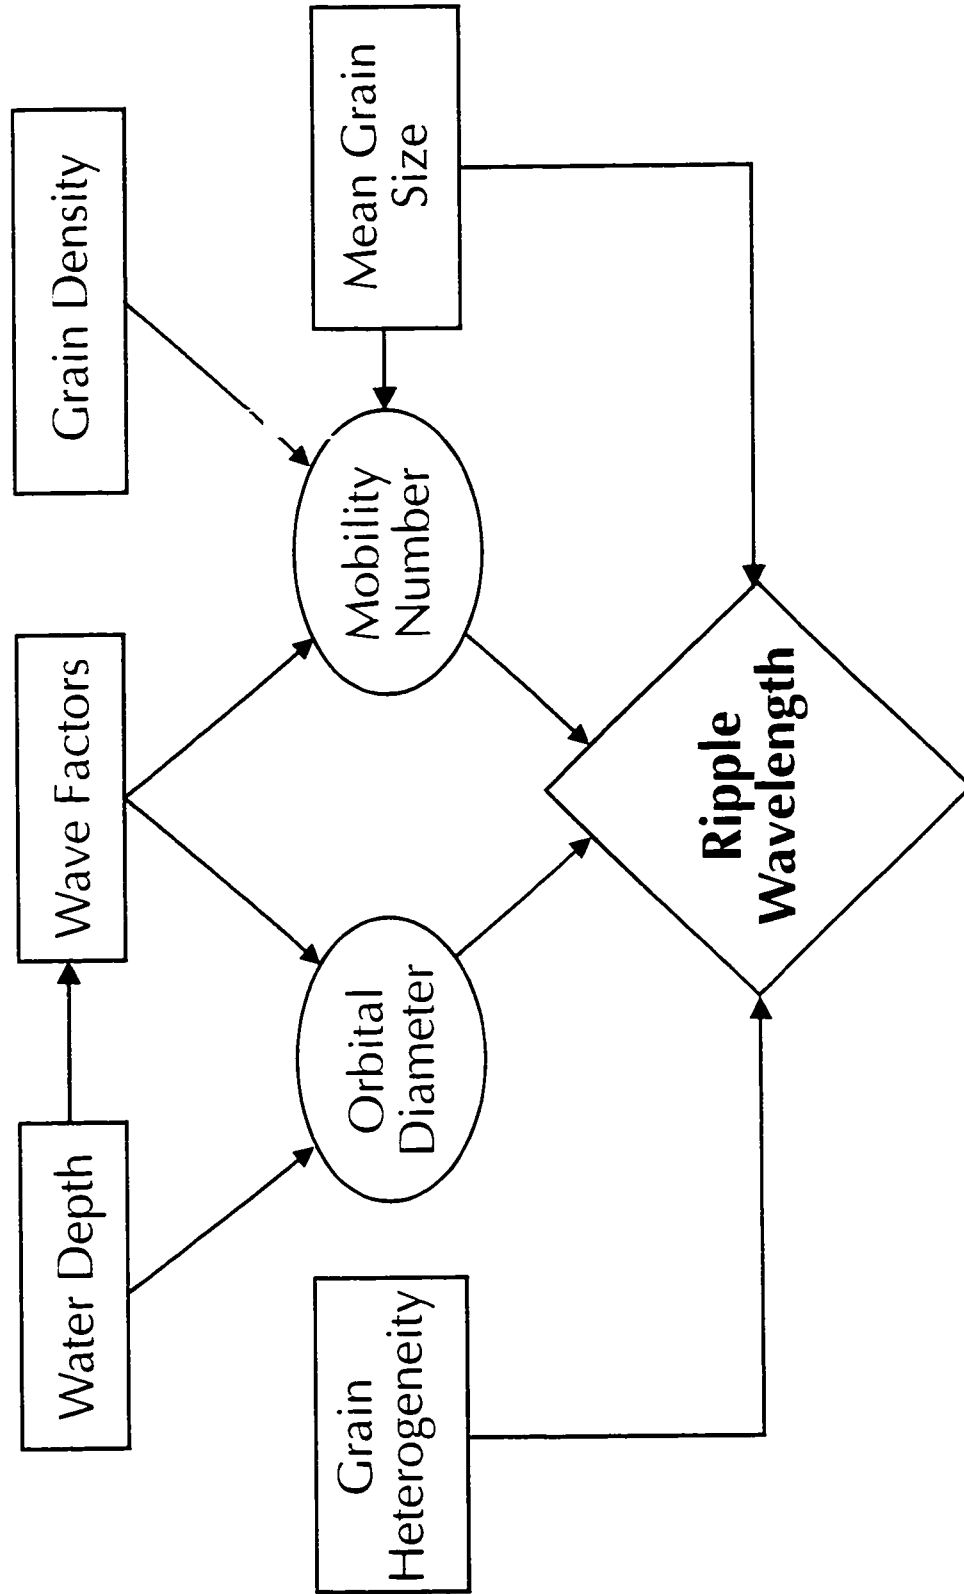 Water Depth
Wave Factors
Grain Density
Grain
Heterogeneity
Orbital
Diameter
Mobility
Number
Mean Grain
Size
Ripple
Wavelength